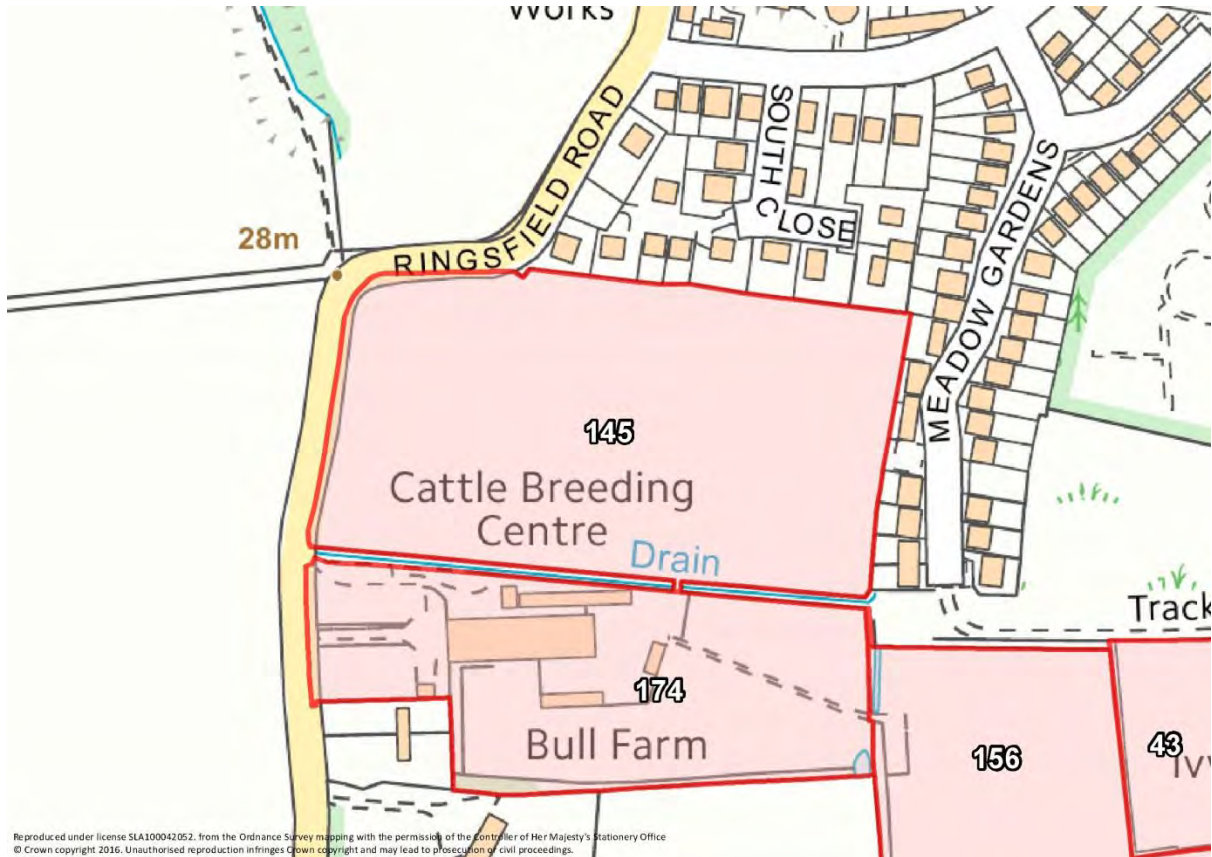 Works
SOUTH CLOSE
RINGSFIELD ROAD
MEADOW GARDENS
28m
145
Cattle Breeding
Centre
Drain
Track
174
Bull Farm
156
43
Reproduced under license SLA100042052. from the Ordnance Survey mapping with the permission of the Controller of Her Majesty's Stationery Office
© Crown copyright 2016. Unauthorised reproduction infringes Crown copyright and may lead to prosecution or civil proceedings.